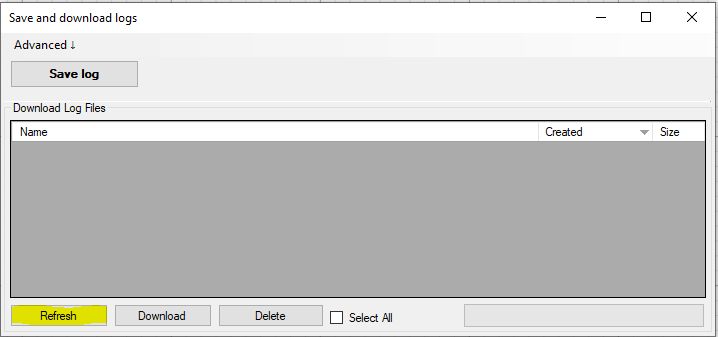 Save and download logs
Advanced ↓
Save log
Download Log Files
Name Created Size
Refresh Download Delete Select All